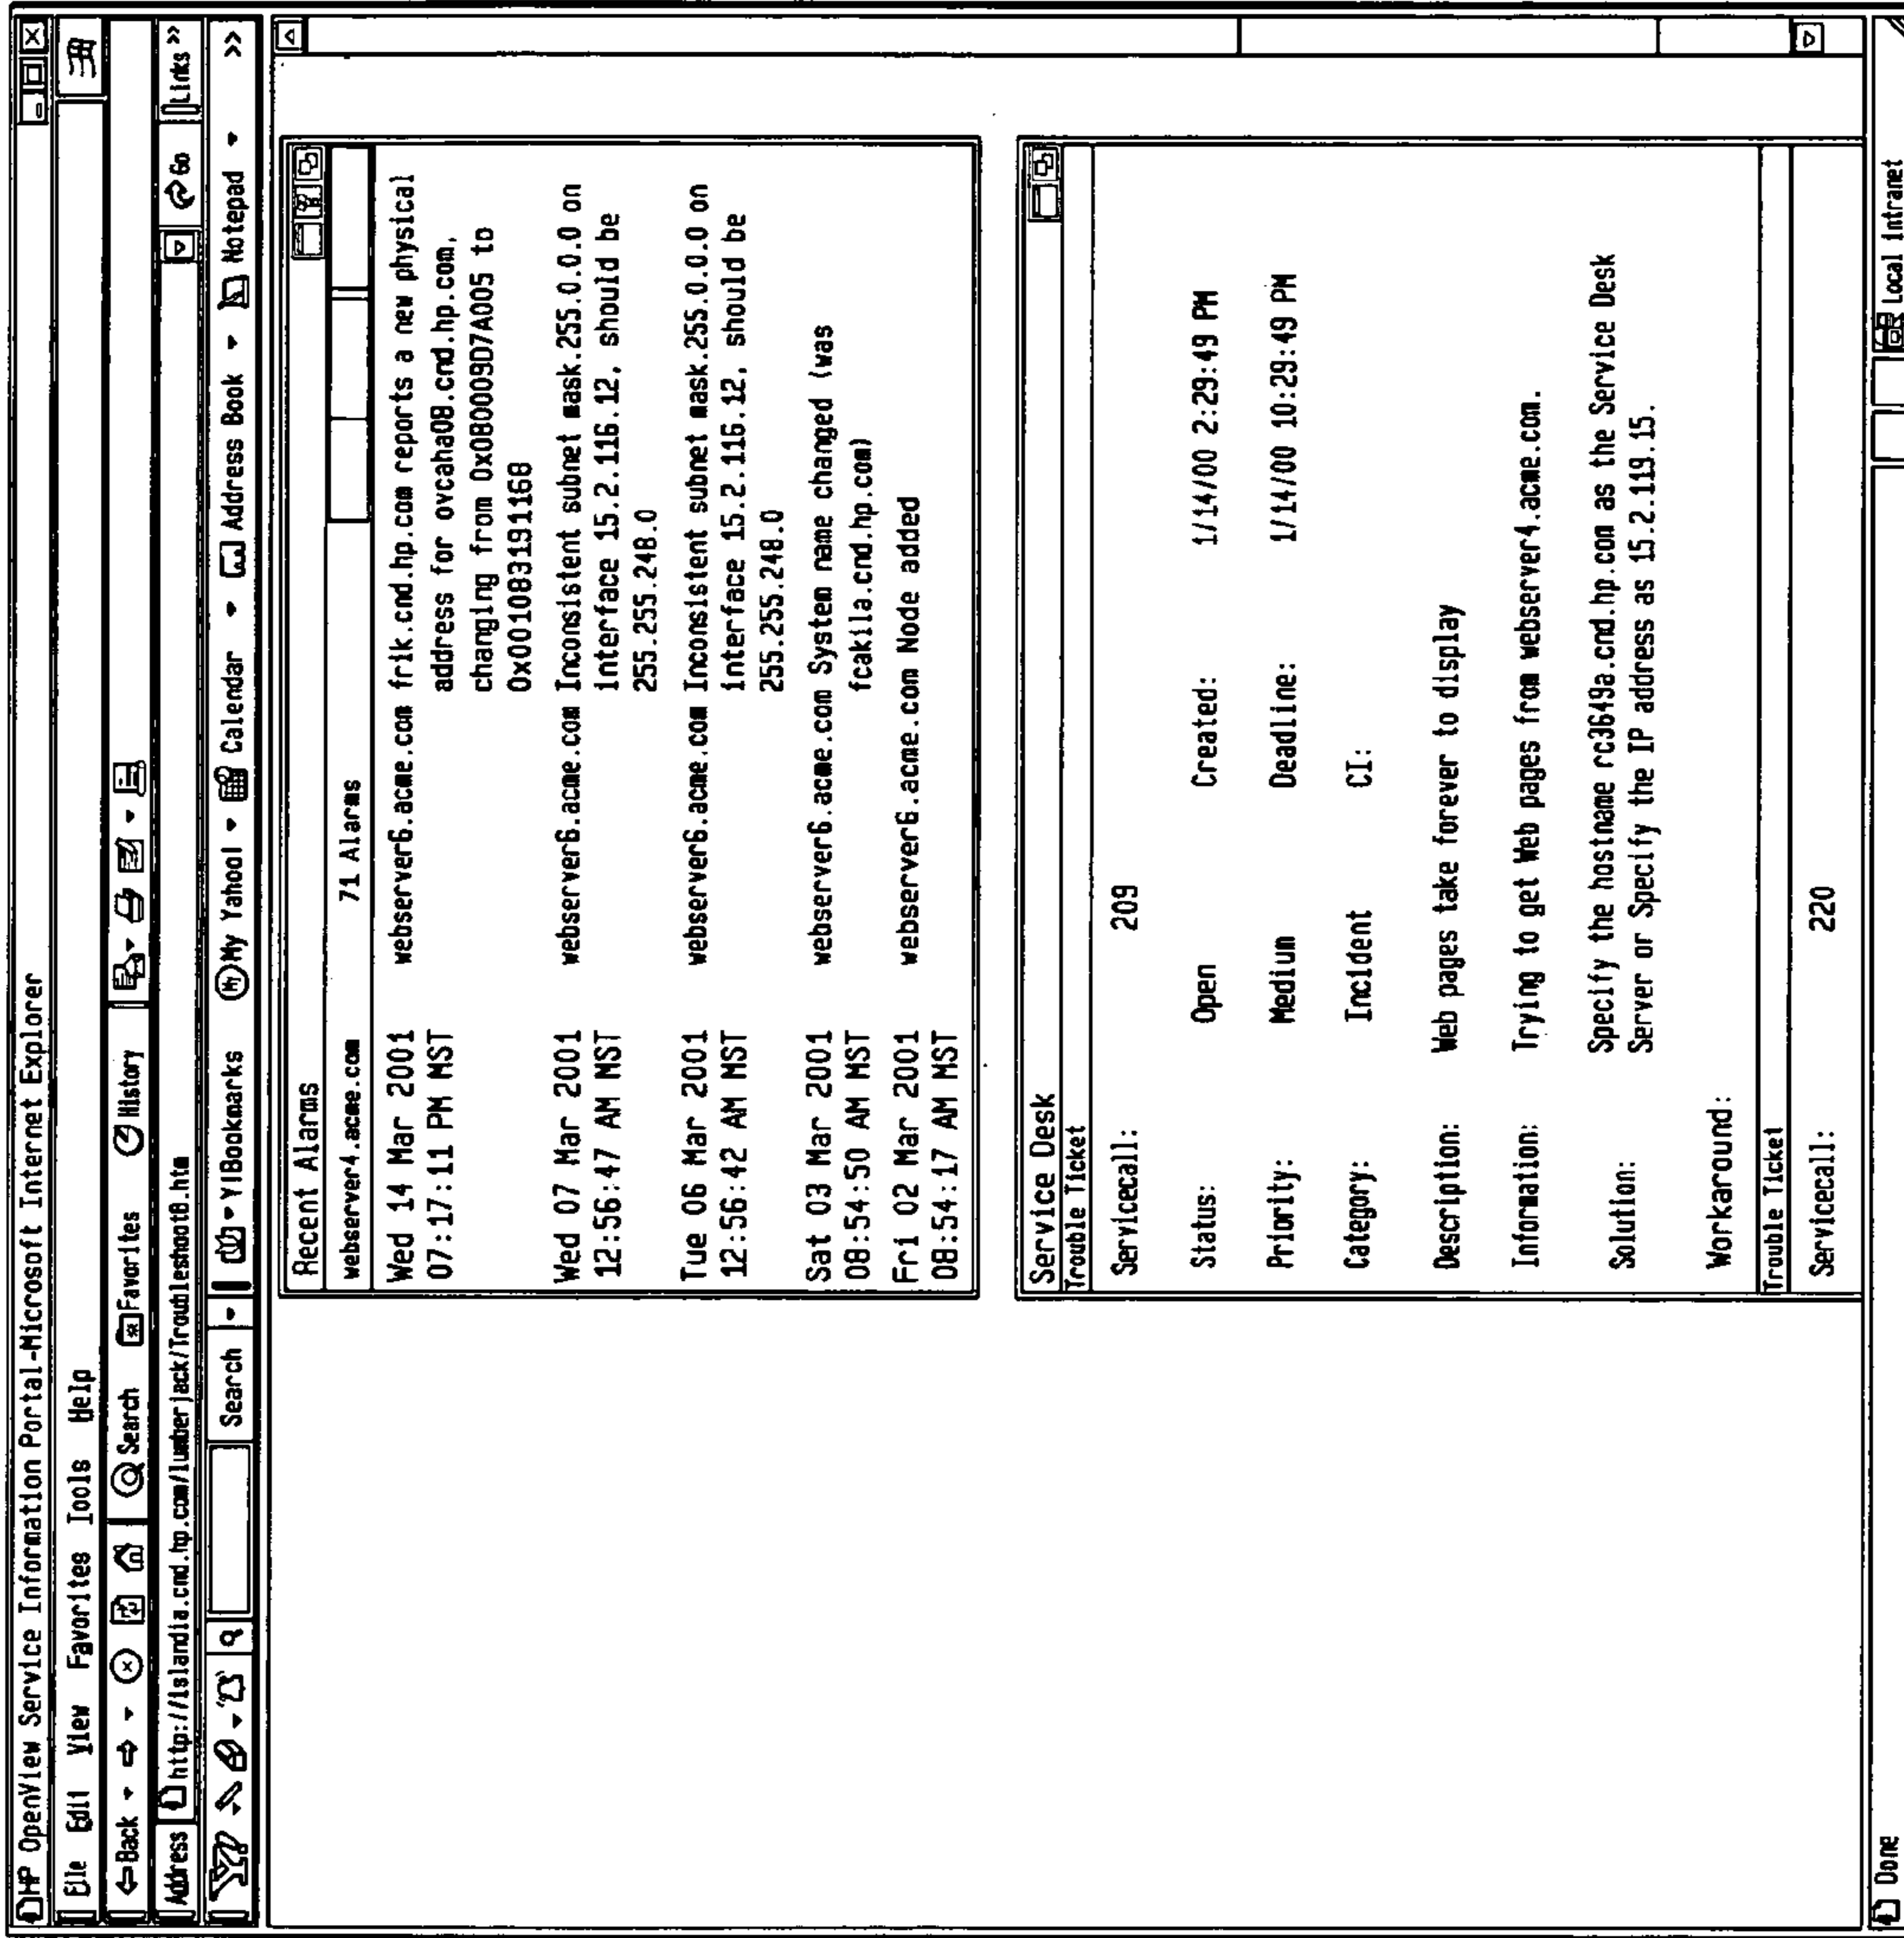 HP OpenView Service Information Portal-Microsoft Internet Explorer
File Edit View Favorites Tools Help
Back Search Favorites History
Address http://islandia.cnd.hp.com/lumberjack/Troubleshoot8.htm Go Links »
Y! Search Y!Bookmarks My My Yahoo! Calendar Address Book Notepad >>
Recent Alarms
webserver4.acme.com 71 Alarms
Wed 14 Mar 2001 webserver6.acme.com frik.cnd.hp.com reports a new physical
07:17:11 PM MST address for ovcaha08.cnd.hp.com,
changing from 0x080009D7A005 to
0x001083191168
Wed 07 Mar 2001 webserver6.acme.com Inconsistent subnet mask.255.0.0.0 on
12:56:47 AM MST interface 15.2.116.12, should be
255.255.248.0
Tue 06 Mar 2001 webserver6.acme.com Inconsistent subnet mask.255.0.0.0 on
12:56:42 AM MST interface 15.2.116.12, should be
255.255.248.0
Sat 03 Mar 2001 webserver6.acme.com System name changed (was
08:54:50 AM MST fcakila.cnd.hp.com)
Fri 02 Mar 2001 webserver6.acme.com Node added
08:54:17 AM MST
Service Desk
Trouble Ticket
Servicecall: 209
Status: Open Created: 1/14/00 2:29:49 PM
Priority: Medium Deadline: 1/14/00 10:29:49 PM
Category: Incident CI:
Description: Web pages take forever to display
Information: Trying to get Web pages from webserver4.acme.com.
Solution: Specify the hostname rc3649a.cnd.hp.com as the Service Desk
Server or Specify the IP address as 15.2.119.15.
Workaround:
Trouble Ticket
Servicecall: 220
Done Local intranet